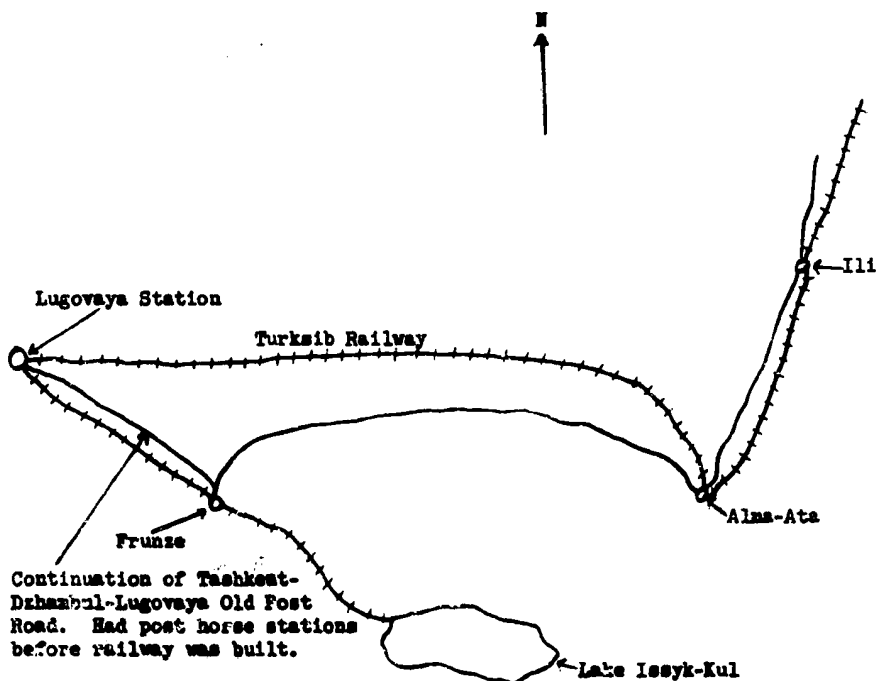 N
Ili
Lugovaya Station
Turksib Railway
Alma-Ata
Frunze
Continuation of Tashkent-
Dzhambul-Lugovaya Old Post
Road. Had post horse stations
before railway was built.
Lake Issyk-Kul